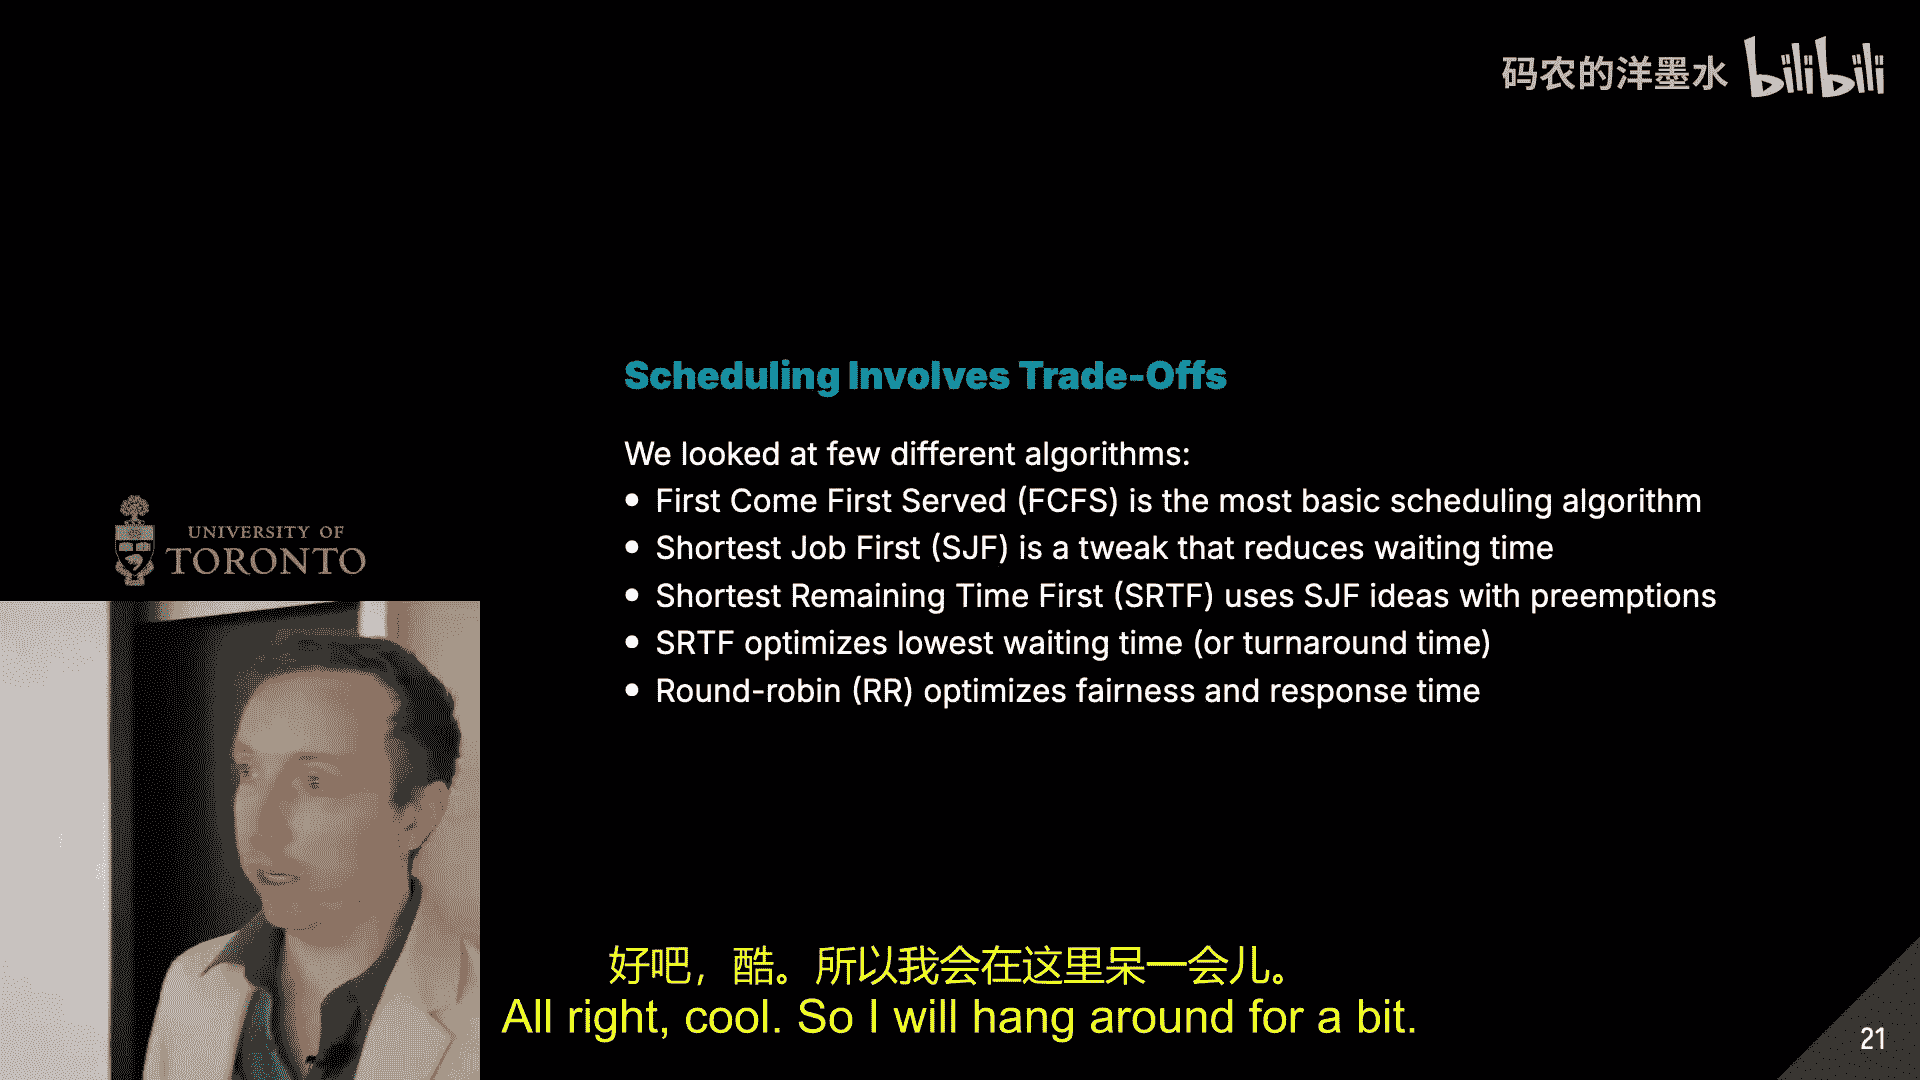 码农的洋墨水 bilibili
Scheduling Involves Trade-Offs
We looked at few different algorithms:
• First Come First Served (FCFS) is the most basic scheduling algorithm
• Shortest Job First (SJF) is a tweak that reduces waiting time
• Shortest Remaining Time First (SRTF) uses SJF ideas with preemptions
• SRTF optimizes lowest waiting time (or turnaround time)
• Round-robin (RR) optimizes fairness and response time
UNIVERSITY OF
TORONTO
好吧，酷。所以我会在这里呆一会儿。
All right, cool. So I will hang around for a bit.
21